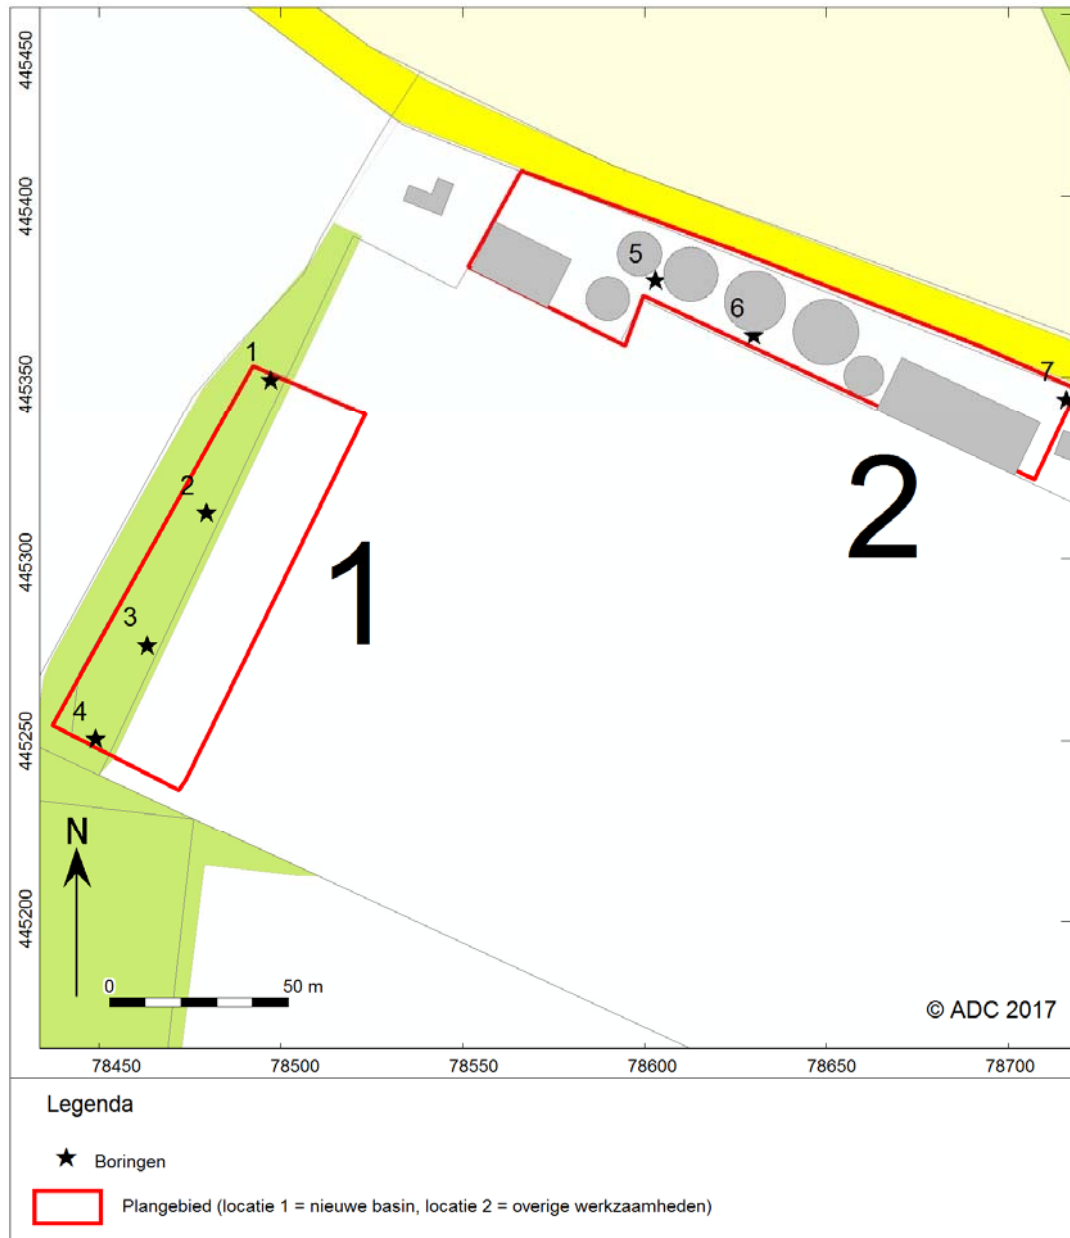 445450
445400
445350
445300
445250
445200
5
6
7
1
2
3
4
1
2
N
0 50 m
© ADC 2017
78450 78500 78550 78600 78650 78700
Legenda
Boringen
Plangebied (locatie 1 = nieuwe basin, locatie 2 = overige werkzaamheden)